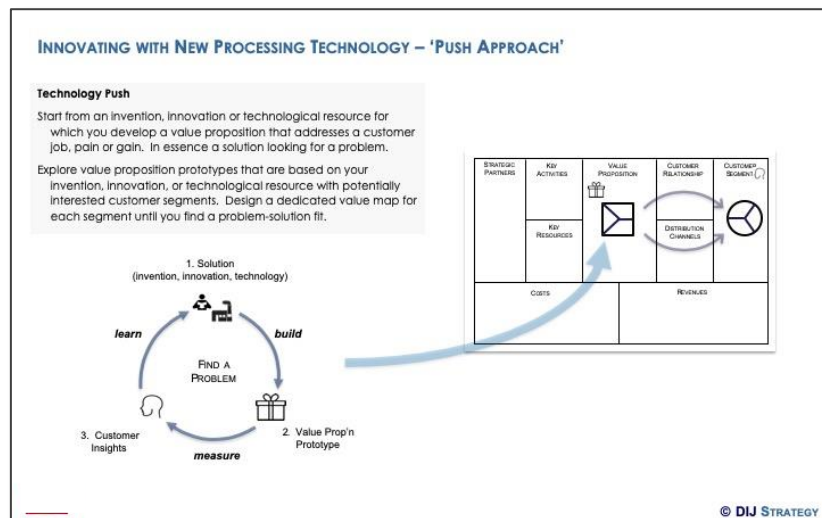 INNOVATING WITH NEW PROCESSING TECHNOLOGY – ‘PUSH APPROACH’
Technology Push
Start from an invention, innovation or technological resource for
which you develop a value proposition that addresses a customer
job, pain or gain. In essence a solution looking for a problem.
Explore value proposition prototypes that are based on your
invention, innovation, or technological resource with potentially
interested customer segments. Design a dedicated value map for
each segment until you find a problem-solution fit.
1. Solution
(invention, innovation, technology)
learn
build
FIND A
PROBLEM
3. Customer
Insights
2. Value Prop'n
Prototype
measure
STRATEGIC
PARTNERS
KEY
ACTIVITIES
VALUE
PROPOSITION
CUSTOMER
RELATIONSHIP
CUSTOMER
SEGMENT
KEY
RESOURCES
DISTRIBUTION
CHANNELS
COSTS
REVENUES
© DIJ STRATEGY